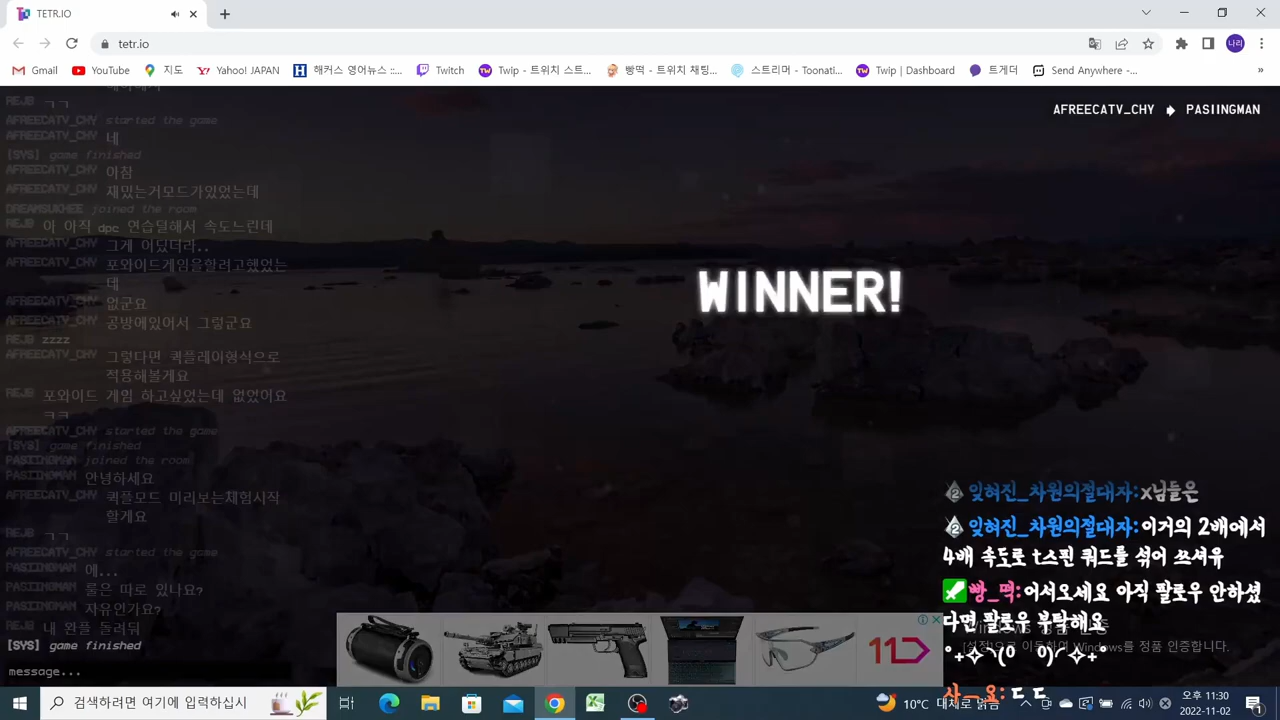 TETR.IO
tetr.io
나리
Gmail
YouTube
지도
Yahoo! JAPAN
해커스 영어뉴스 ::...
Twitch
Twip - 트위치 스트...
빵떡 - 트위치 채팅...
스트리머 - Toonati...
Twip | Dashboard
트게더
Send Anywhere -...
»
AFREECATV_CHY → PASIINGMAN
REJB ㅋㅋ
AFREECATV_CHY started the game
AFREECATV_CHY 네
[SYS] game finished
AFREECATV_CHY 아참
AFREECATV_CHY 재밌는거모드가있었는데
DREAMSUKHEE joined the room
REJB 아 아직 dpc 연습덜해서 속도느린데
AFREECATV_CHY 그게 어딨더라..
AFREECATV_CHY 포와이드게임을할려고했었는
데
AFREECATV_CHY 없군요
AFREECATV_CHY 공방에있어서 그렇군요
REJB zzzz
AFREECATV_CHY 그렇다면 퀵플레이형식으로
적용해볼게요
REJB 포와이드 게임 하고싶었는데 없었어요
ㅋㅋ
AFREECATV_CHY started the game
[SYS] game finished
PASIINGMAN joined the room
PASIINGMAN 안녕하세요
AFREECATV_CHY 퀵플모드 미리보는체험시작
할게요
REJB ㄱㄱ
AFREECATV_CHY started the game
PASIINGMAN 에...
PASIINGMAN 룰은 따로 있나요?
PASIINGMAN 자유인가요?
REJB 내 완플 돌려줘
[SYS] game finished
message...
WINNER!
잊혀진_차원의절대자: x님들은
잊혀진_차원의절대자: 이거의 2배에서
4배 속도로 t스핀 쿼드를 섞어 쓰셔유
빵_떡: 어서오세요 아직 팔로우 안하셨
다면 팔로우 부탁해요
[설정]으로 이동하여 Windows를 정품 인증합니다.
사_요: ㄷㄷ
11
검색하려면 여기에 입력하십시
10°C 대체로 맑음
오후 11:30
2022-11-02
1